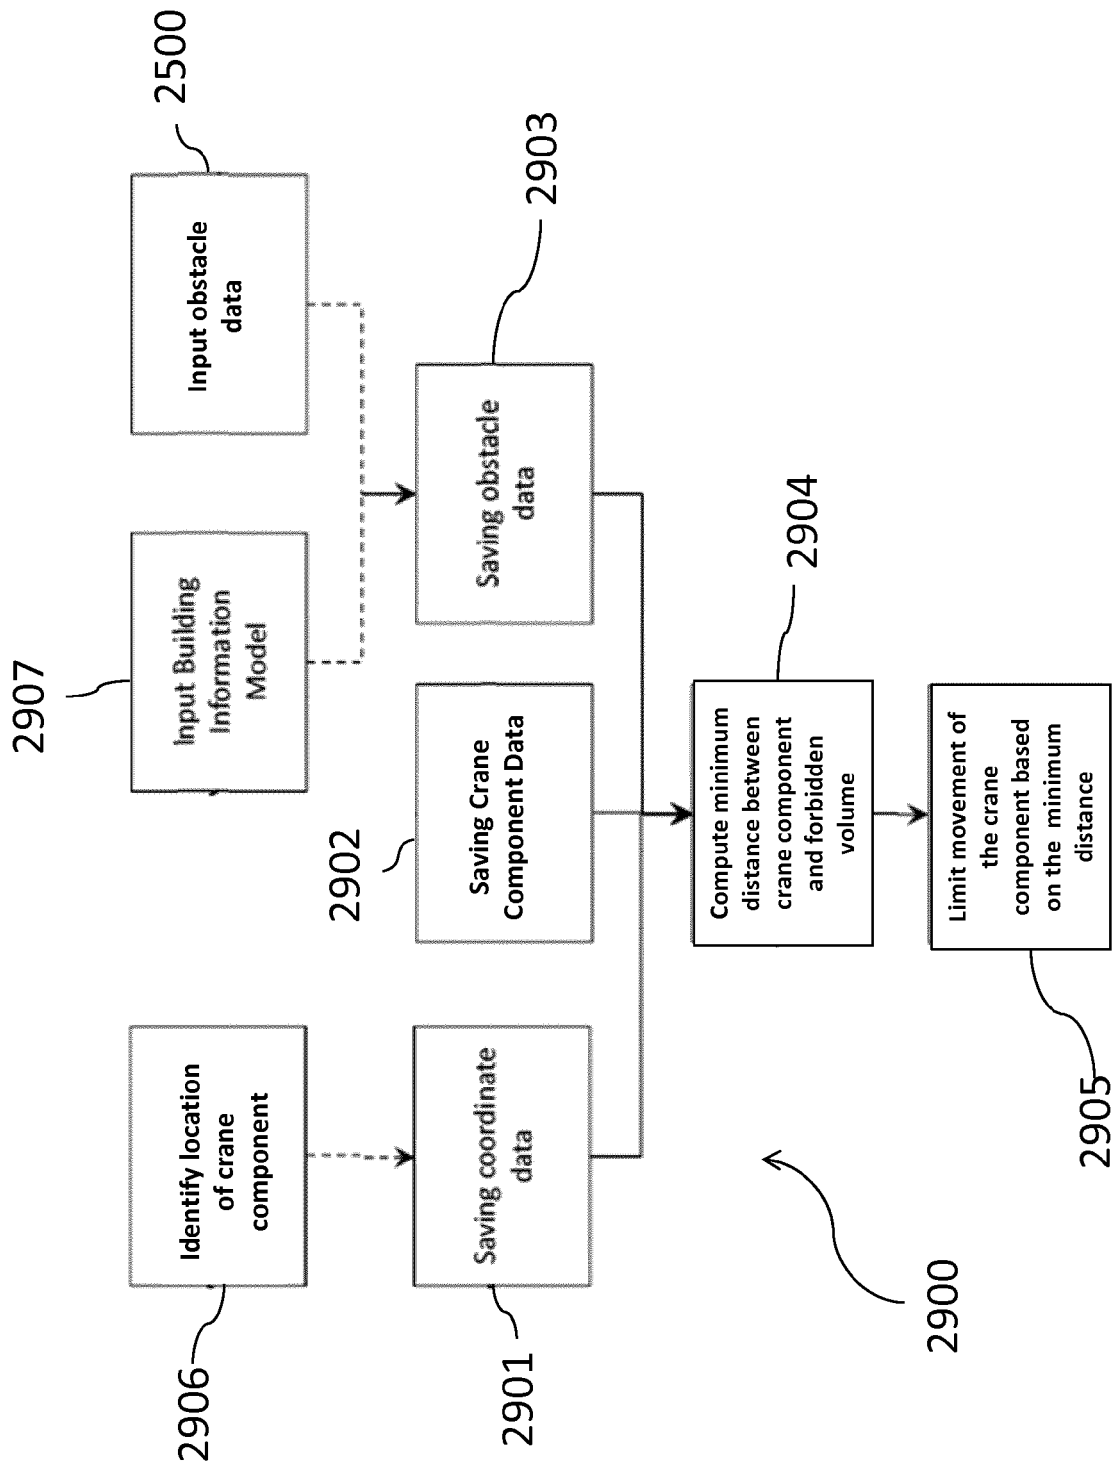 2906
Identify location
of crane
component
2907
Input Building
Information
Model
2500
Input obstacle
data
2901
Saving coordinate
data
2902
Saving Crane
Component Data
2903
Saving obstacle
data
2904
Compute minimum
distance between
crane component
and forbidden
volume
2905
Limit movement of
the crane
component based
on the minimum
distance
2900